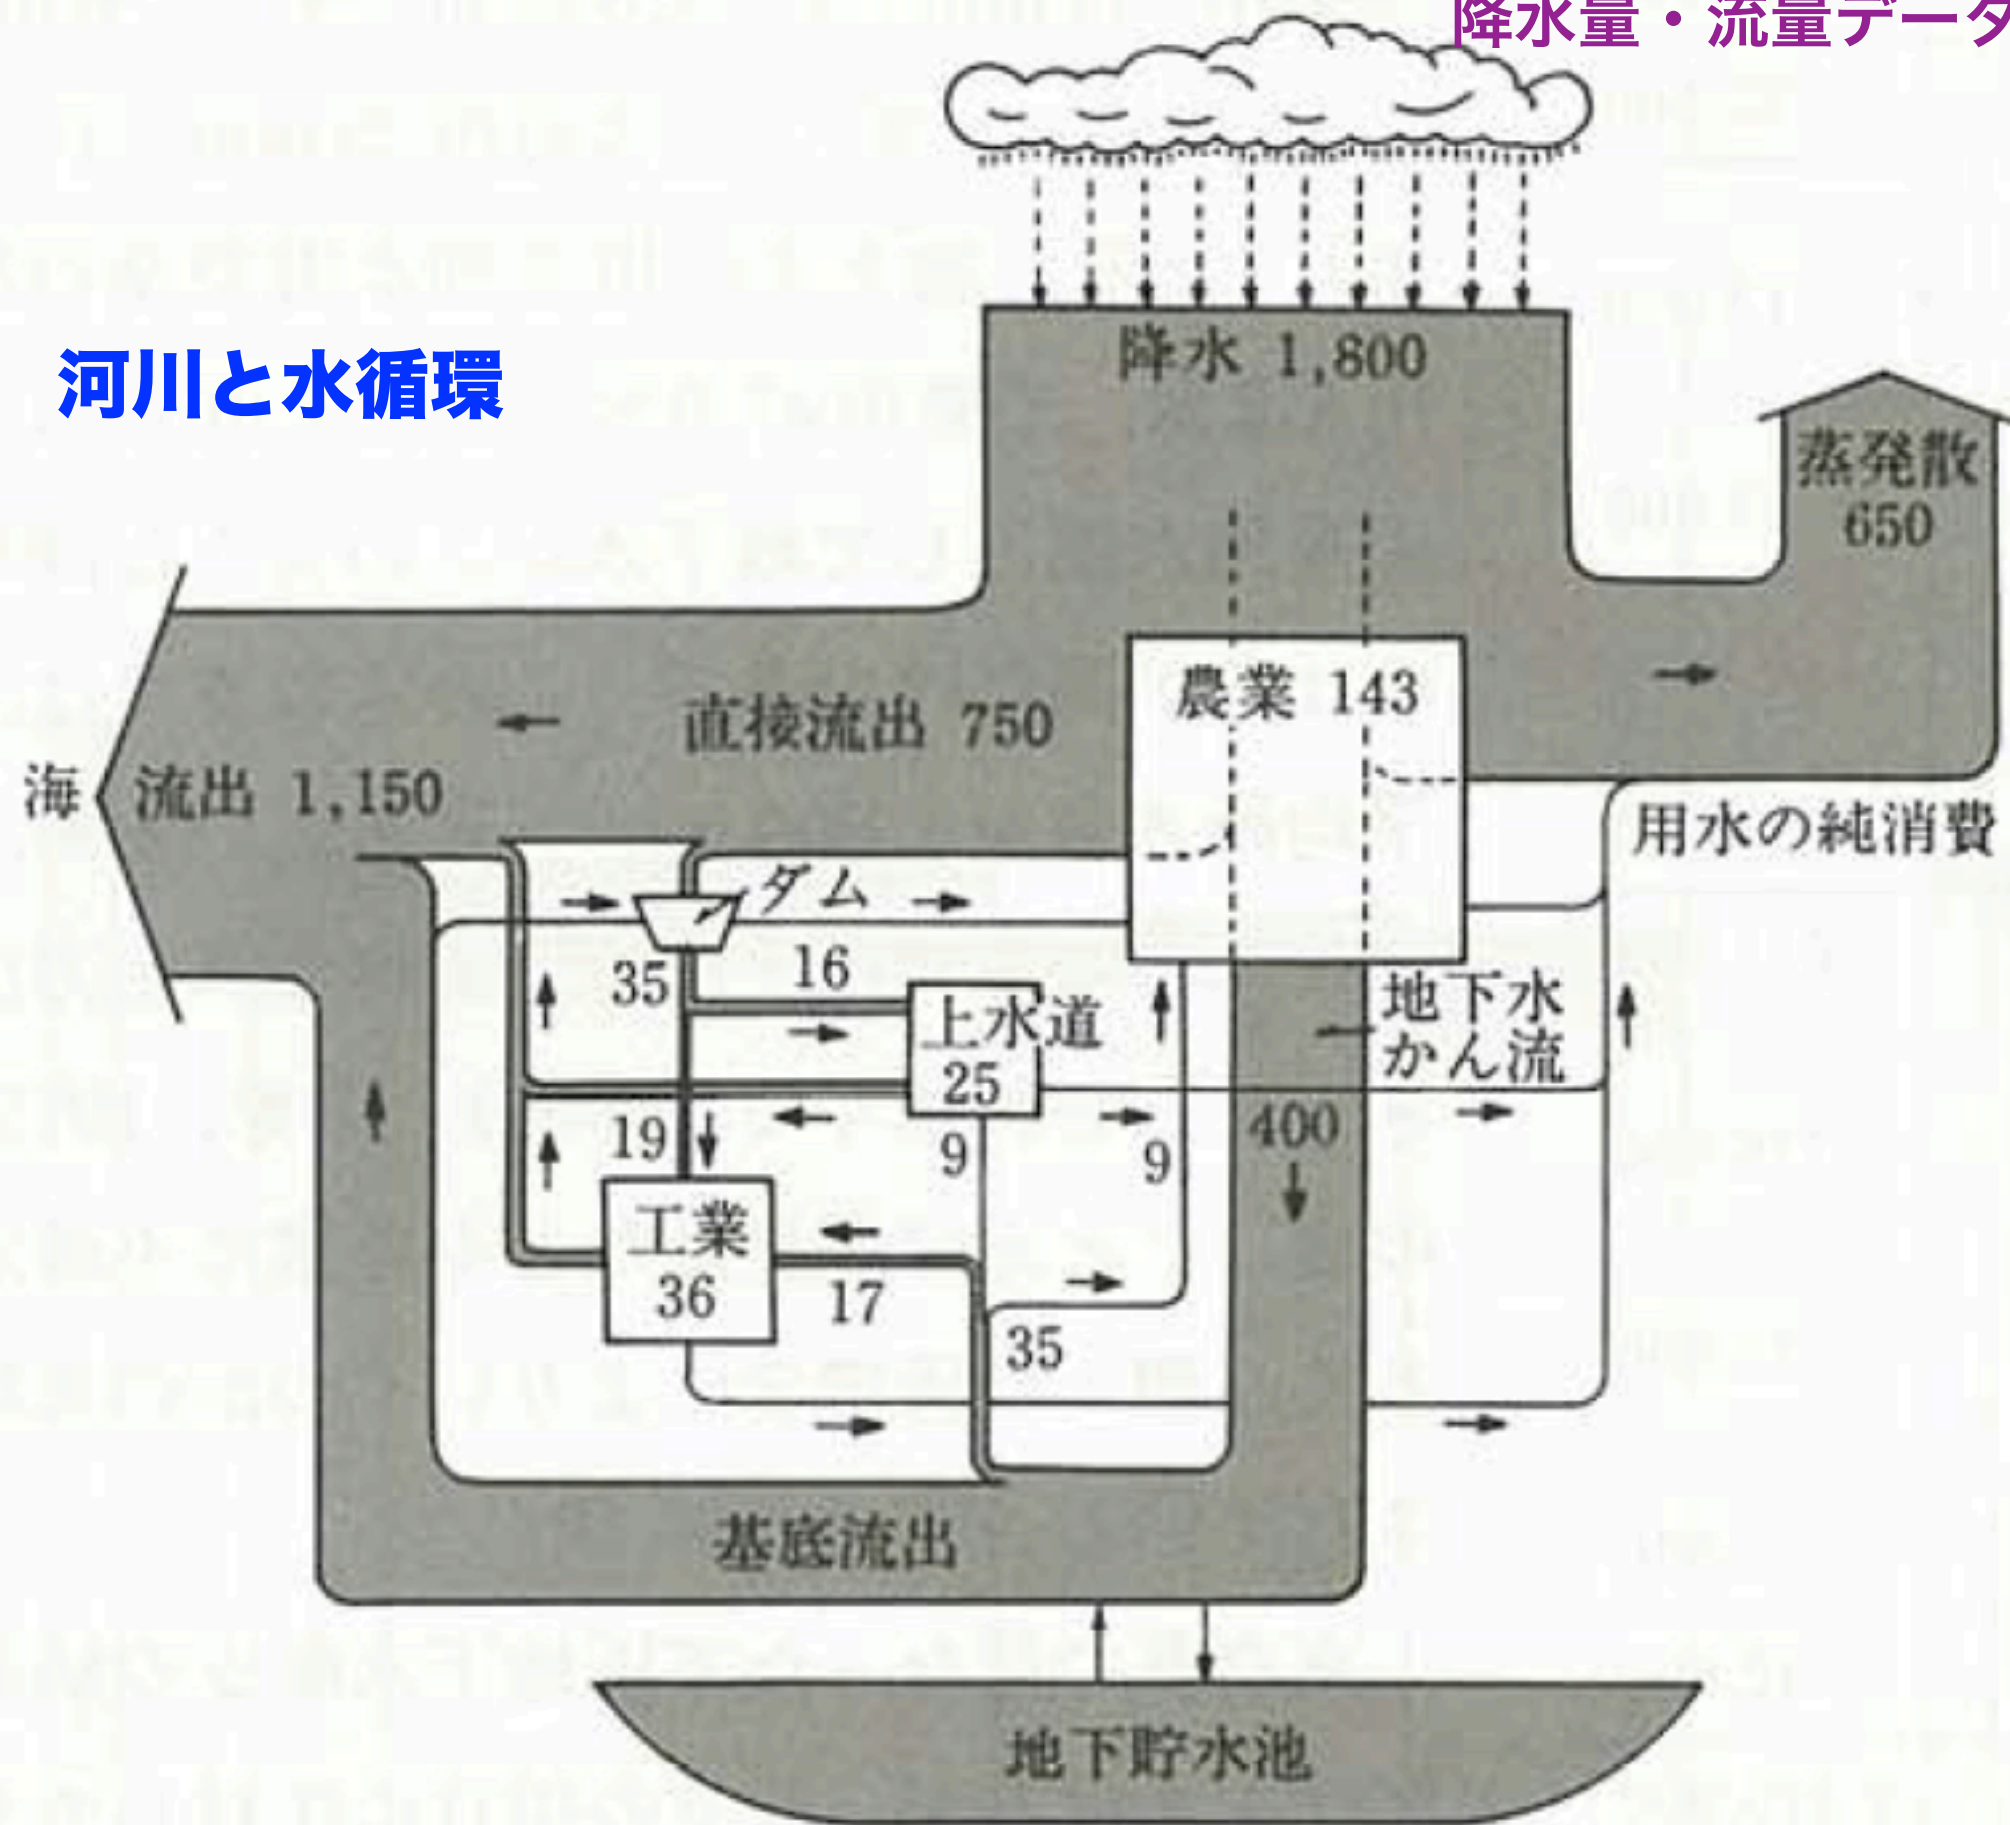 降水量・流量データ
河川と水循環
降水 1,800
蒸発散
650
農業 143
直接流出 750
海
流出 1,150
用水の純消費
ダム
35
16
上水道
25
地下水
かん流
19
9
9
400
工業
36
17
35
基底流出
地下貯水池